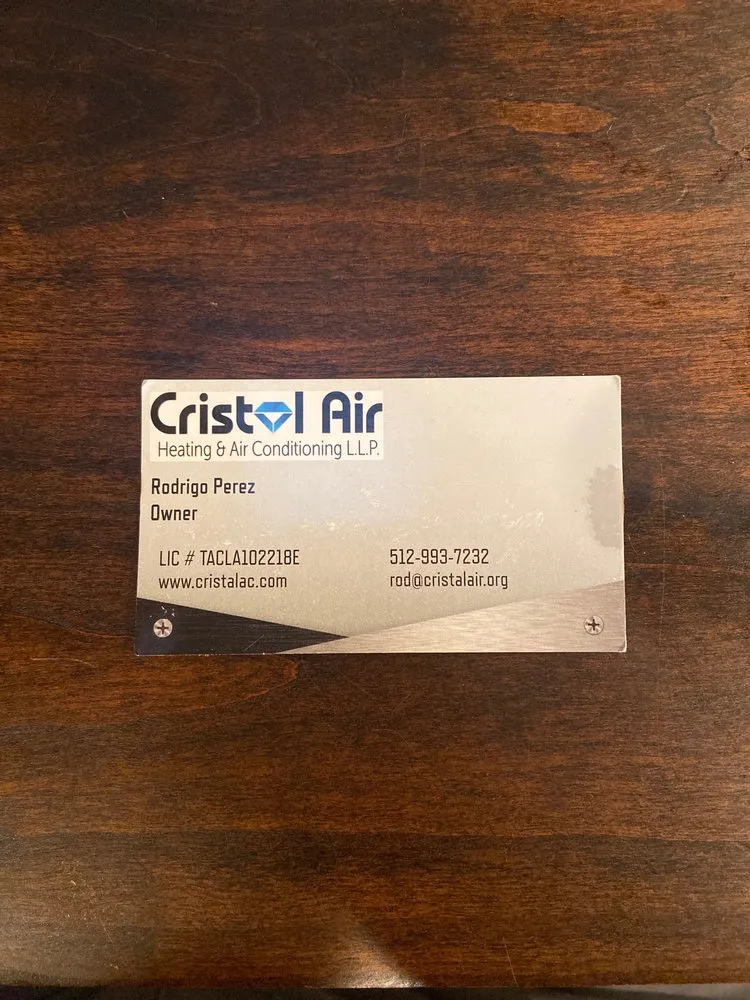 Cristal Air
Heating & Air Conditioning L.L.P.
Rodrigo Perez
Owner
LIC # TACLA102218E
www.cristalac.com
512-993-7232
rod@cristalair.org